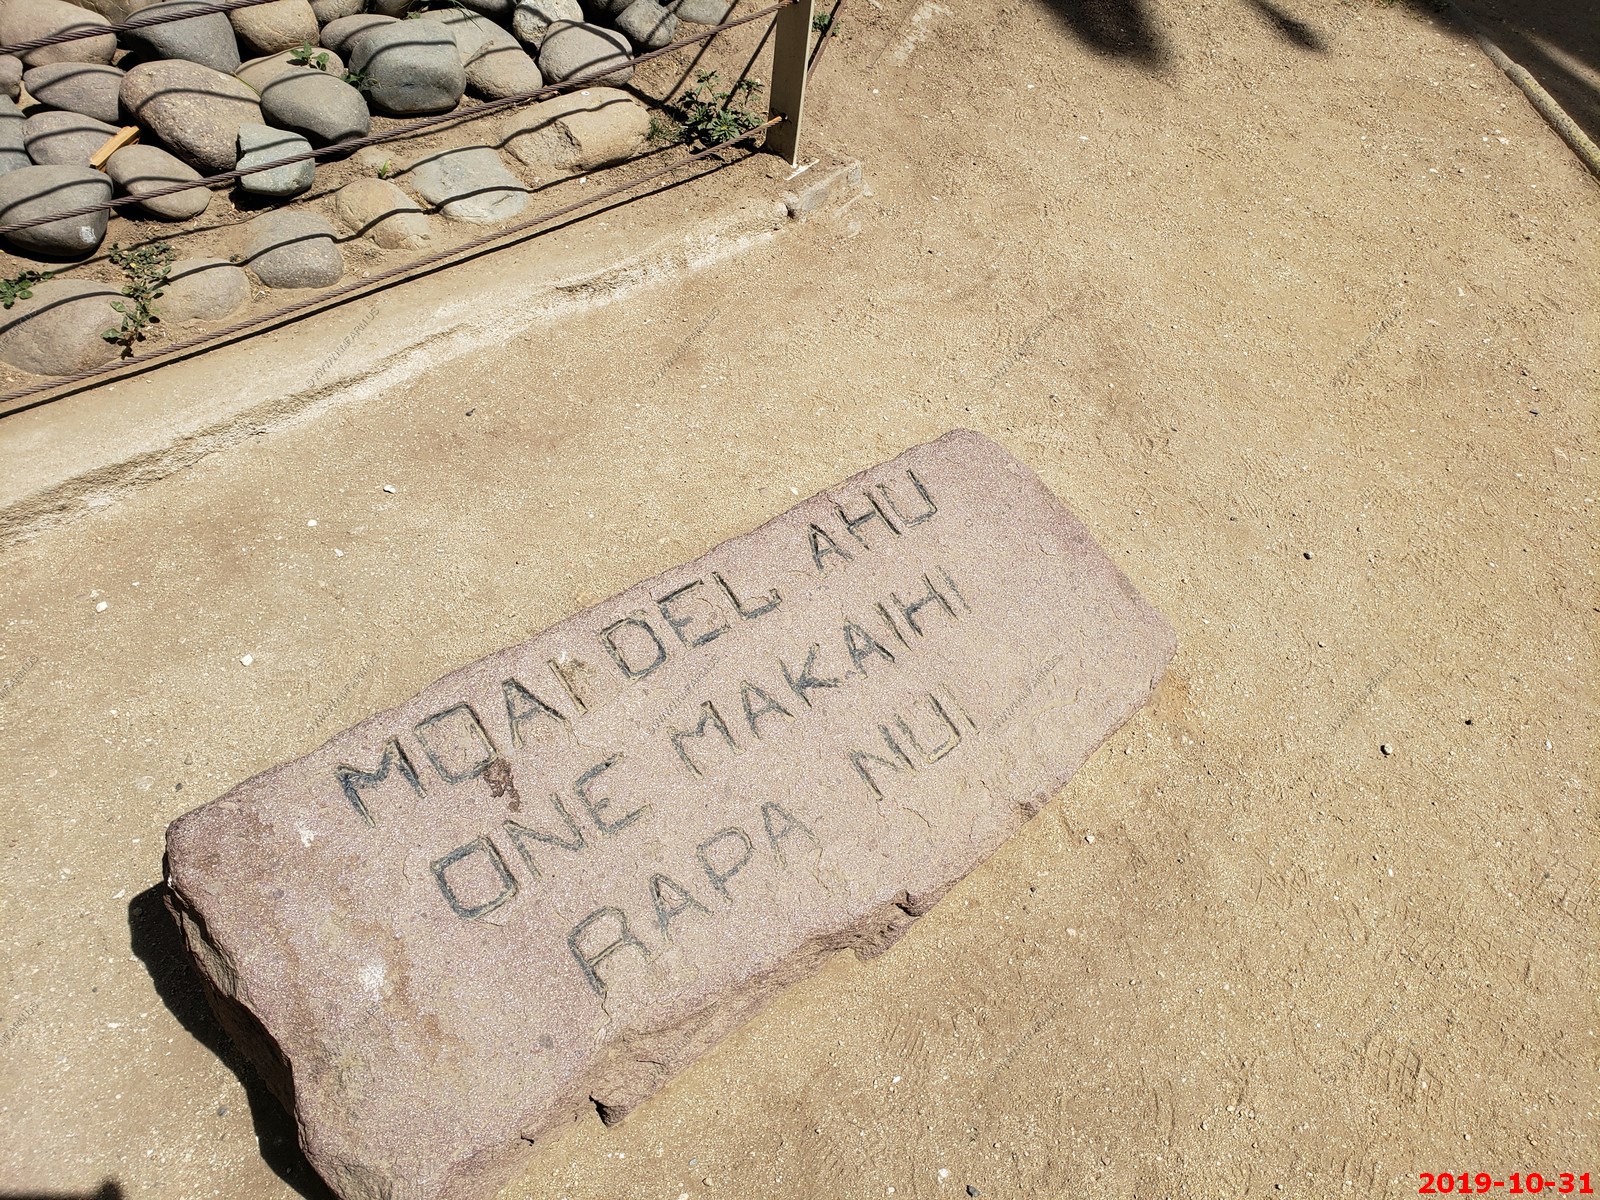 MOAI DEL AHU
ONE MAKAIHI
RAPA NUI
2019-10-31